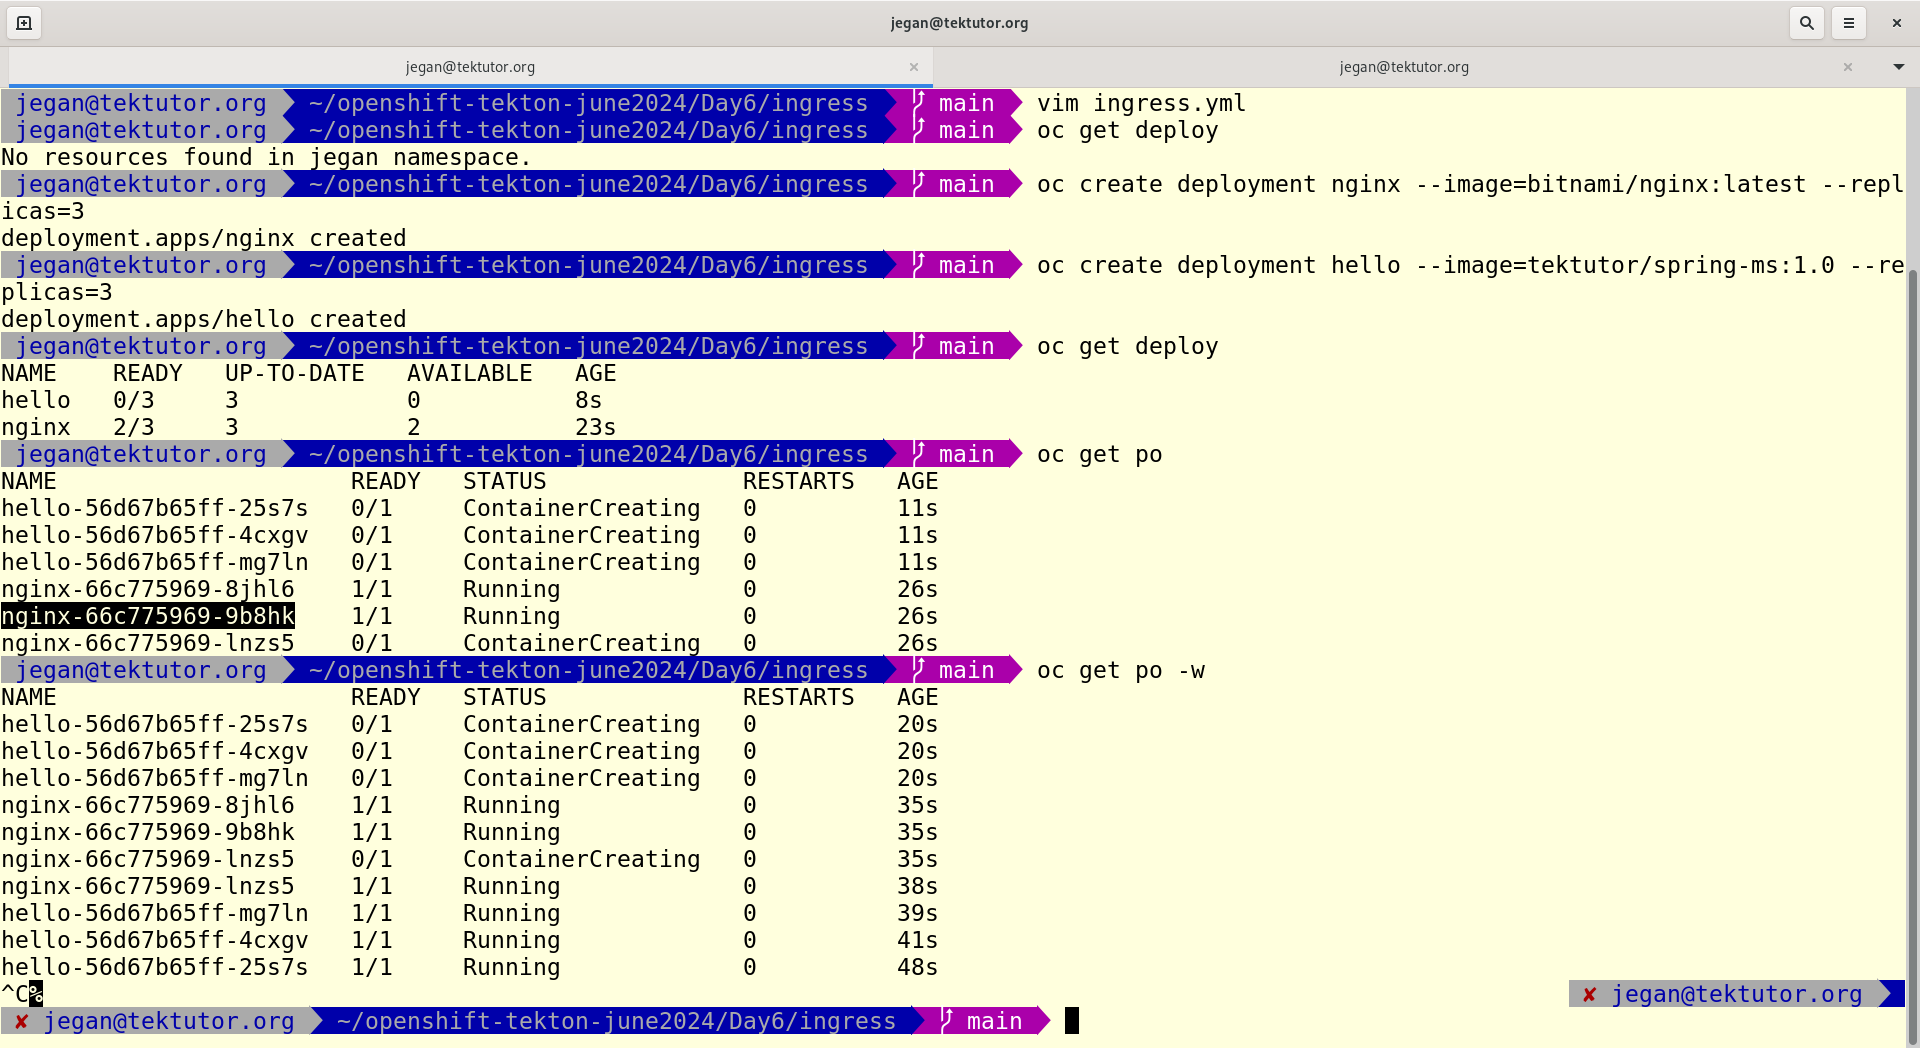 jegan@tektutor.org
jegan@tektutor.org jegan@tektutor.org
jegan@tektutor.org ~/openshift-tekton-june2024/Day6/ingress main vim ingress.yml
jegan@tektutor.org ~/openshift-tekton-june2024/Day6/ingress main oc get deploy
No resources found in jegan namespace.
jegan@tektutor.org ~/openshift-tekton-june2024/Day6/ingress main oc create deployment nginx --image=bitnami/nginx:latest --repl
icas=3
deployment.apps/nginx created
jegan@tektutor.org ~/openshift-tekton-june2024/Day6/ingress main oc create deployment hello --image=tektutor/spring-ms:1.0 --re
plicas=3
deployment.apps/hello created
jegan@tektutor.org ~/openshift-tekton-june2024/Day6/ingress main oc get deploy
NAME READY UP-TO-DATE AVAILABLE AGE
hello 0/3 3 0 8s
nginx 2/3 3 2 23s
jegan@tektutor.org ~/openshift-tekton-june2024/Day6/ingress main oc get po
NAME READY STATUS RESTARTS AGE
hello-56d67b65ff-25s7s 0/1 ContainerCreating 0 11s
hello-56d67b65ff-4cxgv 0/1 ContainerCreating 0 11s
hello-56d67b65ff-mg7ln 0/1 ContainerCreating 0 11s
nginx-66c775969-8jhl6 1/1 Running 0 26s
nginx-66c775969-9b8hk 1/1 Running 0 26s
nginx-66c775969-lnzs5 0/1 ContainerCreating 0 26s
jegan@tektutor.org ~/openshift-tekton-june2024/Day6/ingress main oc get po -w
NAME READY STATUS RESTARTS AGE
hello-56d67b65ff-25s7s 0/1 ContainerCreating 0 20s
hello-56d67b65ff-4cxgv 0/1 ContainerCreating 0 20s
hello-56d67b65ff-mg7ln 0/1 ContainerCreating 0 20s
nginx-66c775969-8jhl6 1/1 Running 0 35s
nginx-66c775969-9b8hk 1/1 Running 0 35s
nginx-66c775969-lnzs5 0/1 ContainerCreating 0 35s
nginx-66c775969-lnzs5 1/1 Running 0 38s
hello-56d67b65ff-mg7ln 1/1 Running 0 39s
hello-56d67b65ff-4cxgv 1/1 Running 0 41s
hello-56d67b65ff-25s7s 1/1 Running 0 48s
^C% ✘ jegan@tektutor.org
✘ jegan@tektutor.org ~/openshift-tekton-june2024/Day6/ingress main